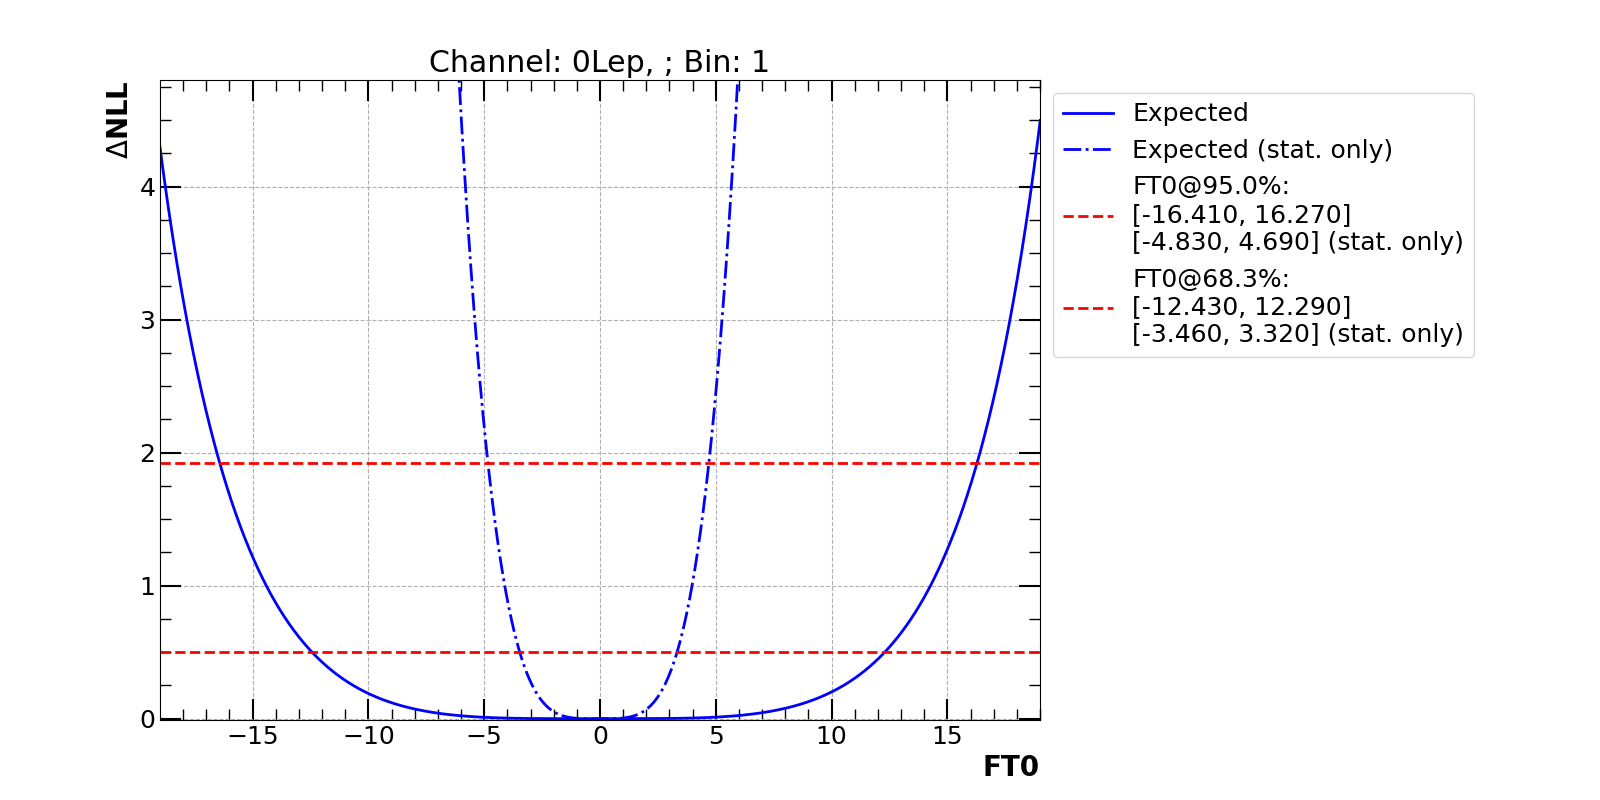 Channel: 0Lep, ; Bin: 1
ΔNLL
4
3
2
1
0
−15
−10
−5
0
5
10
15
FT0
Expected
Expected (stat. only)
FT0@95.0%:
[-16.410, 16.270]
[-4.830, 4.690] (stat. only)
FT0@68.3%:
[-12.430, 12.290]
[-3.460, 3.320] (stat. only)